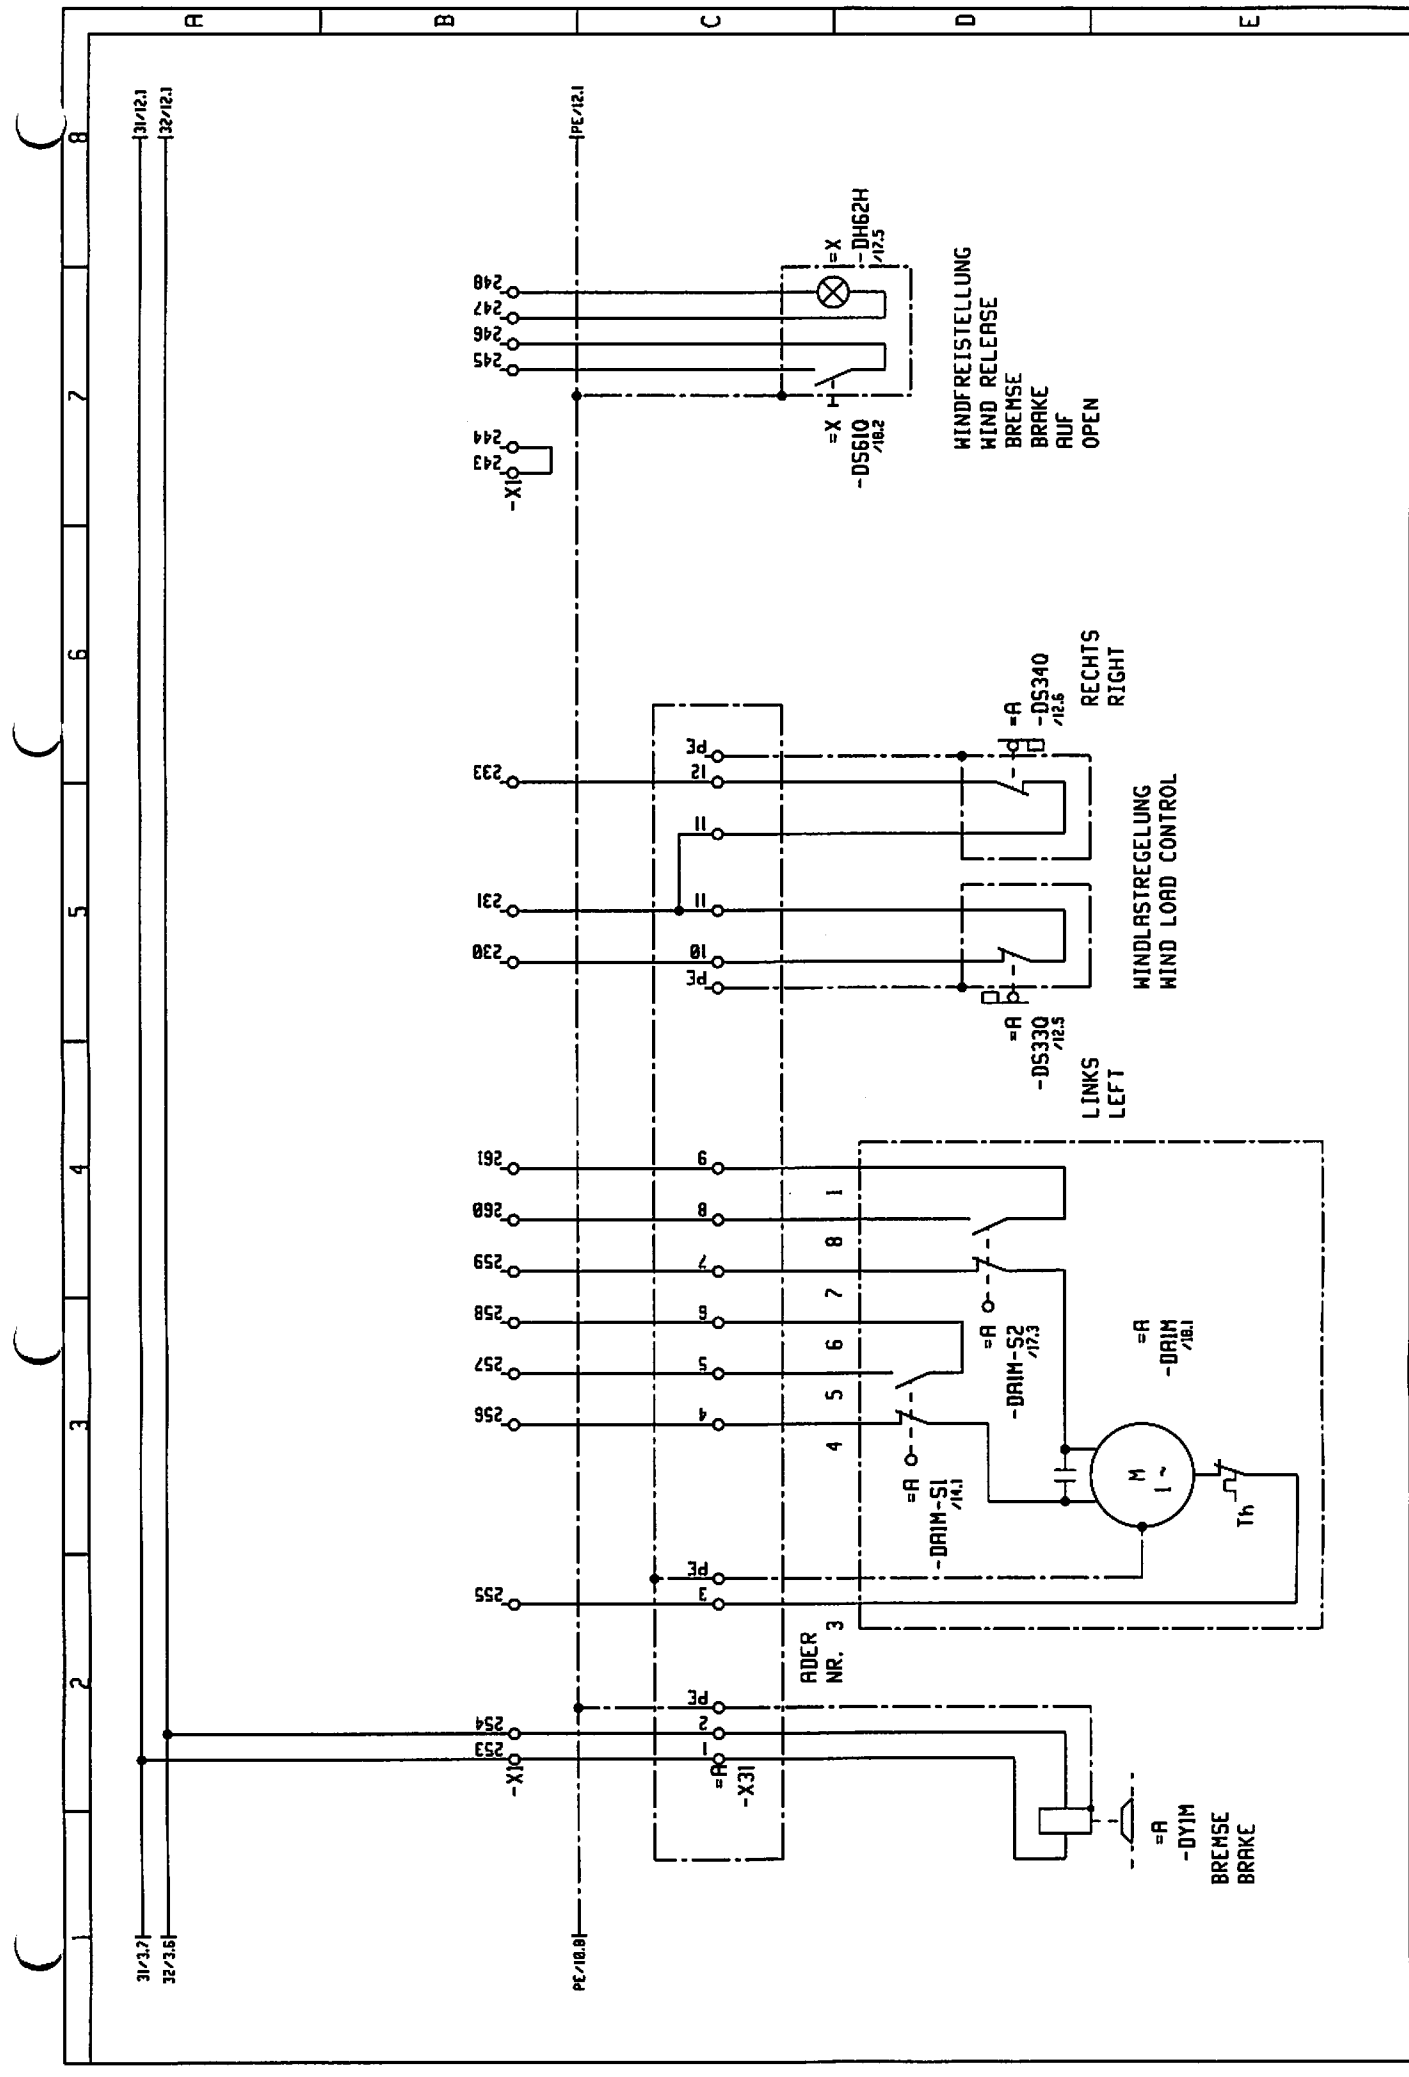 1 2 3 4 5 6 7 8
A
B
C
D
E
31/3.7
31/12.1
32/3.6
32/12.1
PE/10.8
PE/12.1
-X1
253 254 255 256 257 258 259 260 261 230 231 233
-X1
243 244 245 246 247 248
=A
-X31
1 2 PE 3 PE 4 5 6 7 8 9 PE 10 11 11 12 PE
ADER
NR. 3 4 5 6 7 8 1
=A
-DY1M
BREMSE
BRAKE
=A
-DA1M-S1
/14.1
=A
-DA1M-S2
/17.3
M
1~
Th
=A
-DA1M
/18.1
=A
-DS33Q
/12.5
LINKS
LEFT
=A
-DS34Q
/12.6
RECHTS
RIGHT
WINDLASTREGELUNG
WIND LOAD CONTROL
=X
-DS61Q
/18.2
=X
-DH62H
/17.5
WINDFREISTELLUNG
WIND RELEASE
BREMSE
BRAKE
AUF
OPEN